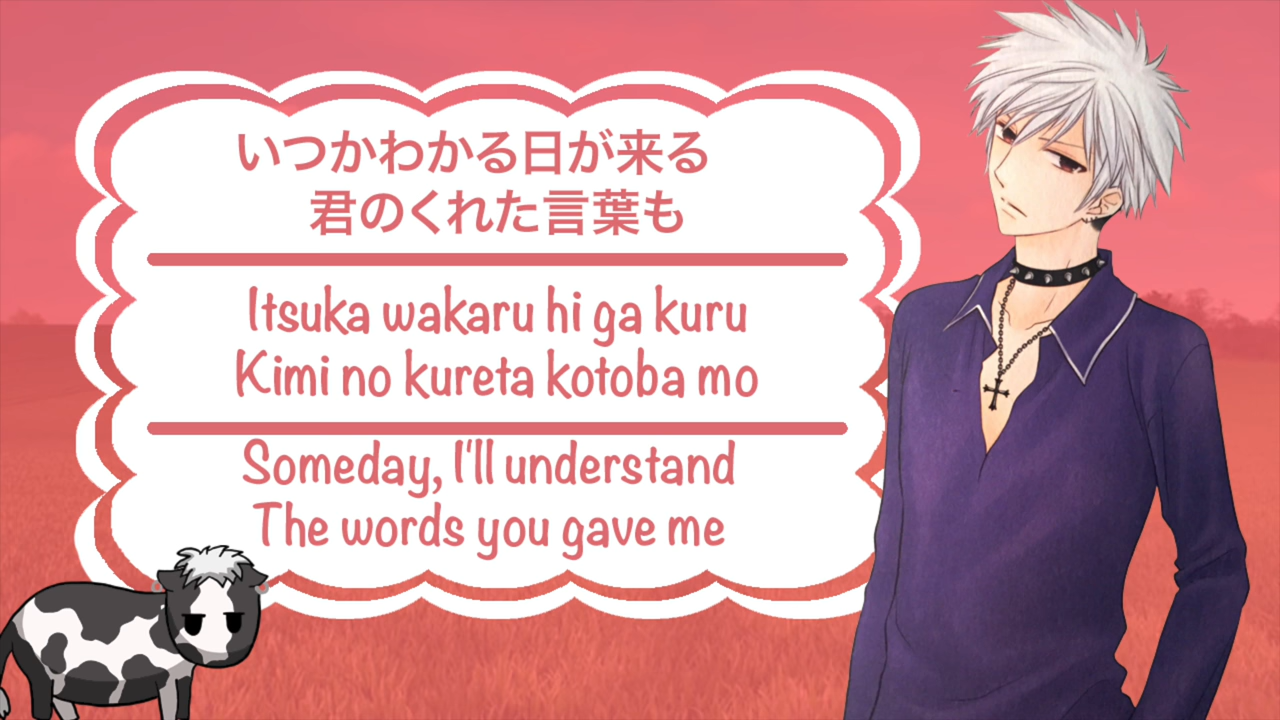 いつかわかる日が来る
君のくれた言葉も
Itsuka wakaru hi ga kuru
Kimi no kureta kotoba mo
Someday, I'll understand
The words you gave me